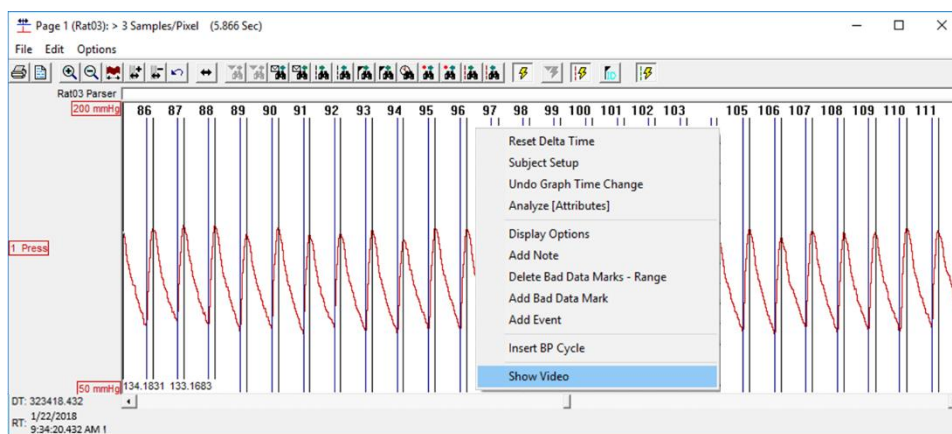 Page 1 (Rat03): > 3 Samples/Pixel (5.866 Sec)
File Edit Options
Rat03 Parser
200 mmHg 86 87 88 89 90 91 92 93 94 95 96 97 98 99 100 101 102 103 105 106 107 108 109 110 111
Reset Delta Time
Subject Setup
Undo Graph Time Change
Analyze [Attributes]
Display Options
Add Note
1 Press
Delete Bad Data Marks - Range
Add Bad Data Mark
Add Event
Insert BP Cycle
Show Video
50 mmHg 134.1831 133.1683
DT: 323418.432
RT: 1/22/2018
9:34:20.432 AM !